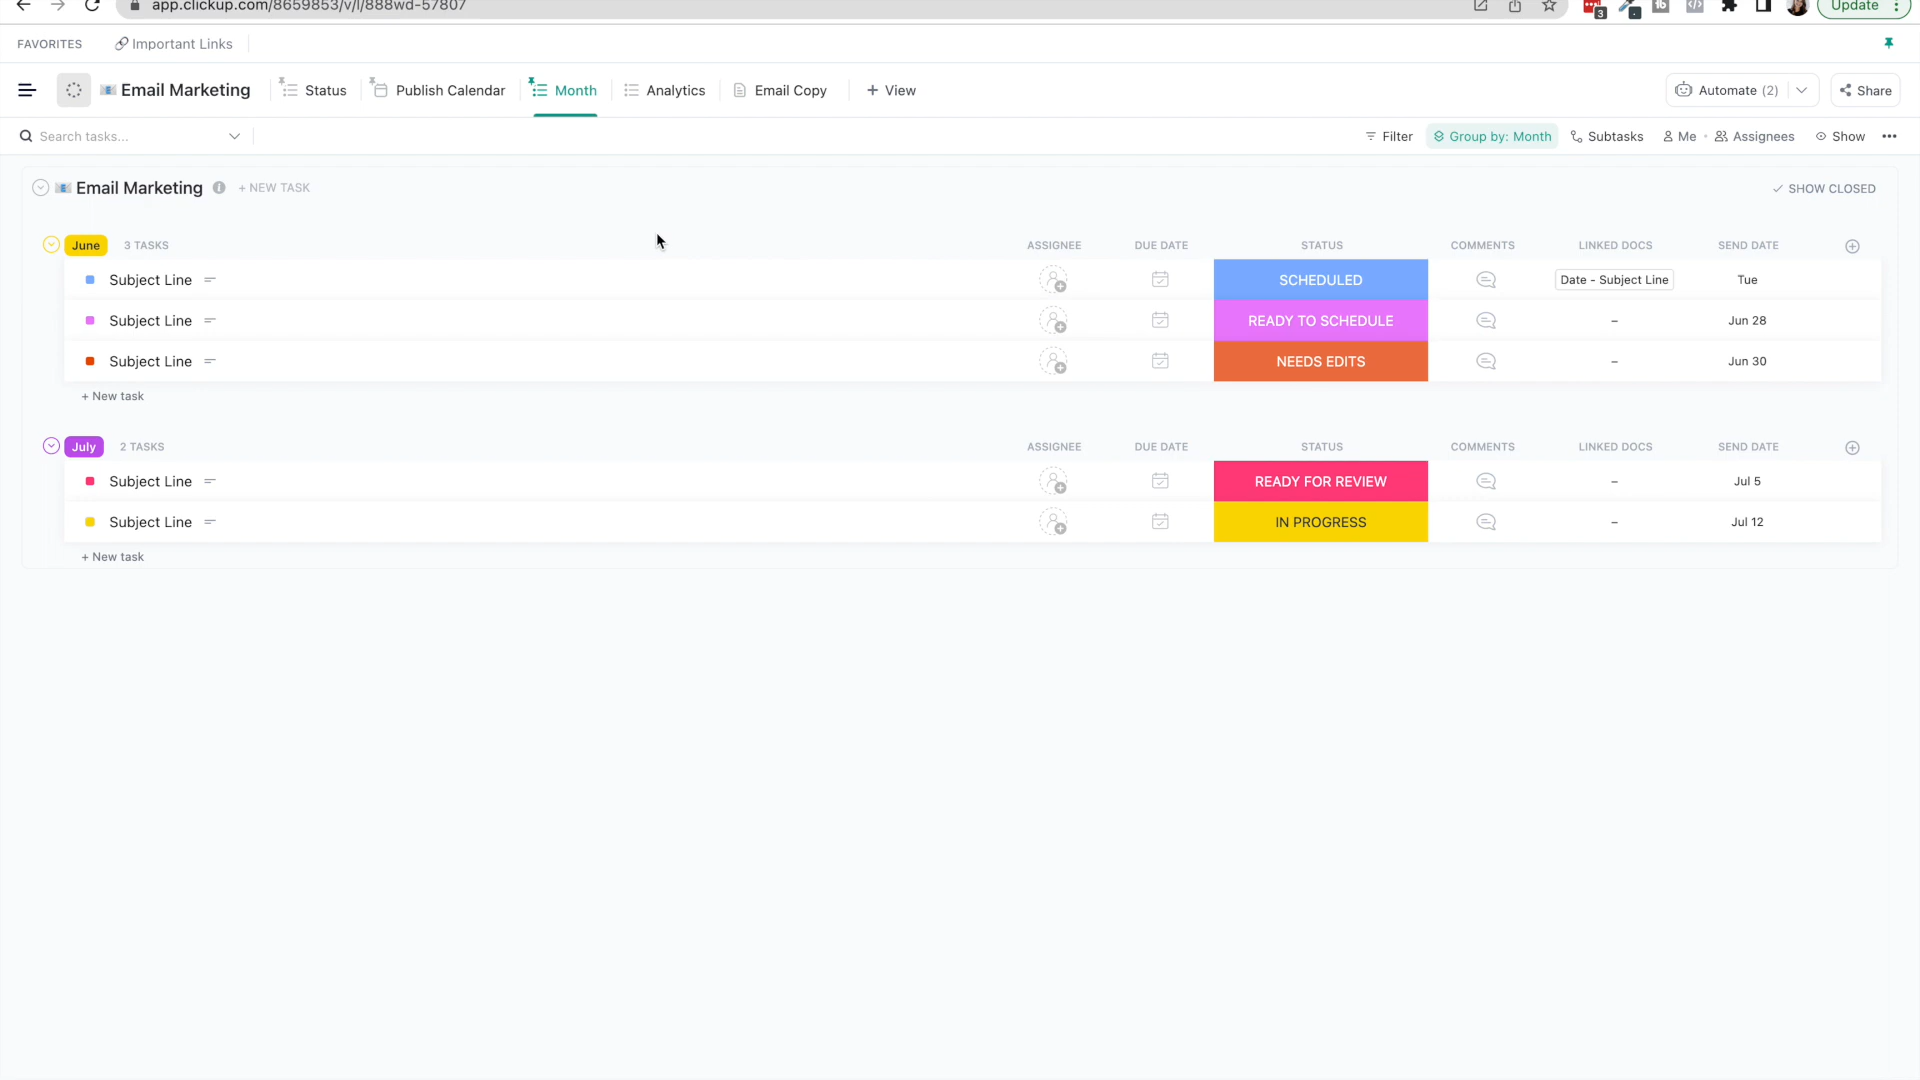 app.clickup.com/8659853/v/l/888wd-57807
3
Update
FAVORITES
Important Links
Email Marketing
Status
Publish Calendar
Month
Analytics
Email Copy
+ View
Automate (2)
Share
Search tasks...
Filter
Group by: Month
Subtasks
Me
Assignees
Show
Email Marketing
+ NEW TASK
SHOW CLOSED
June 3 TASKS ASSIGNEE DUE DATE STATUS COMMENTS LINKED DOCS SEND DATE
Subject Line SCHEDULED Date - Subject Line Tue
Subject Line READY TO SCHEDULE – Jun 28
Subject Line NEEDS EDITS – Jun 30
+ New task
July 2 TASKS ASSIGNEE DUE DATE STATUS COMMENTS LINKED DOCS SEND DATE
Subject Line READY FOR REVIEW – Jul 5
Subject Line IN PROGRESS – Jul 12
+ New task